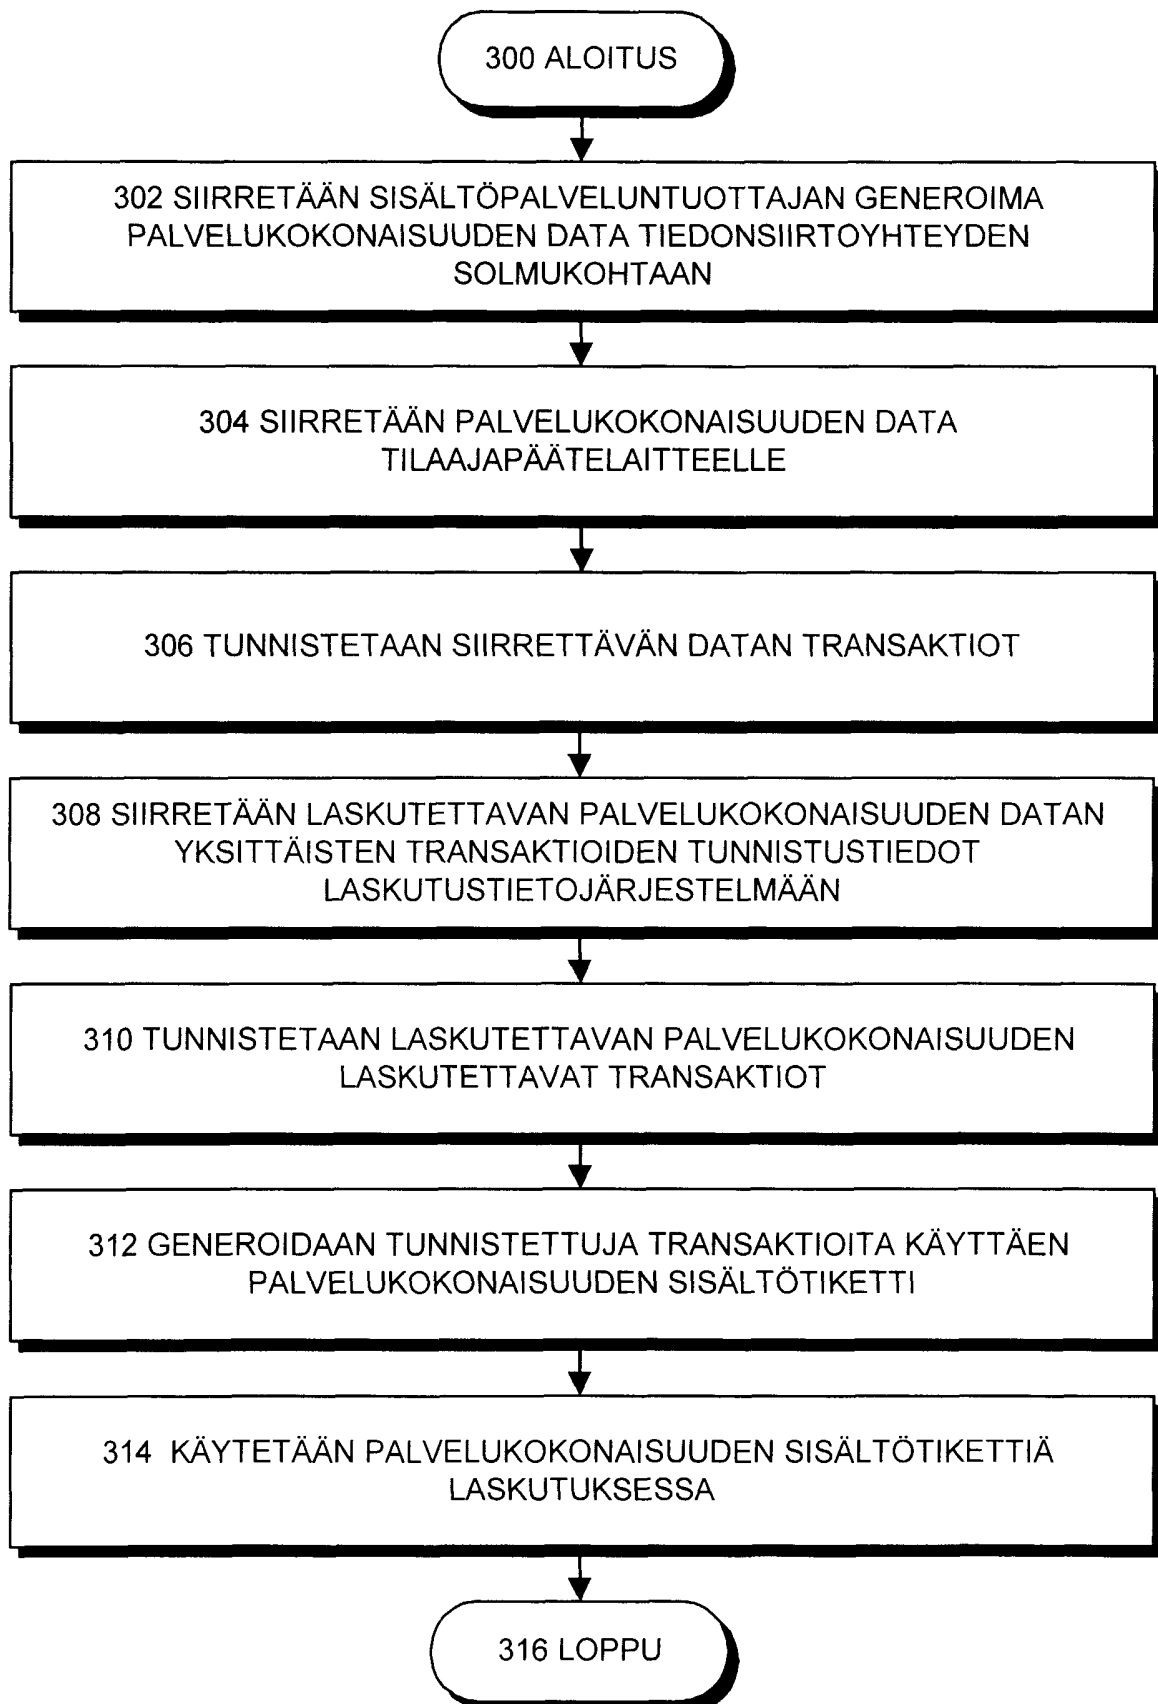 300 ALOITUS
302 SIIRRETÄÄN SISÄLTÖPALVELUNTUOTTAJAN GENEROIMA
PALVELUKOKONAISUUDEN DATA TIEDONSIIRTOYHTEYDEN
SOLMUKOHTAAN
304 SIIRRETÄÄN PALVELUKOKONAISUUDEN DATA
TILAAJAPÄÄTELAITTEELLE
306 TUNNISTETAAN SIIRRETTÄVÄN DATAN TRANSAKTIOT
308 SIIRRETÄÄN LASKUTETTAVAN PALVELUKOKONAISUUDEN DATAN
YKSITTÄISTEN TRANSAKTIOIDEN TUNNISTUSTIEDOT
LASKUTUSTIETOJÄRJESTELMÄÄN
310 TUNNISTETAAN LASKUTETTAVAN PALVELUKOKONAISUUDEN
LASKUTETTAVAT TRANSAKTIOT
312 GENEROIDAAN TUNNISTETTUJA TRANSAKTIOITA KÄYTTÄEN
PALVELUKOKONAISUUDEN SISÄLTÖTIKETTI
314 KÄYTETÄÄN PALVELUKOKONAISUUDEN SISÄLTÖTIKETTIÄ
LASKUTUKSESSA
316 LOPPU